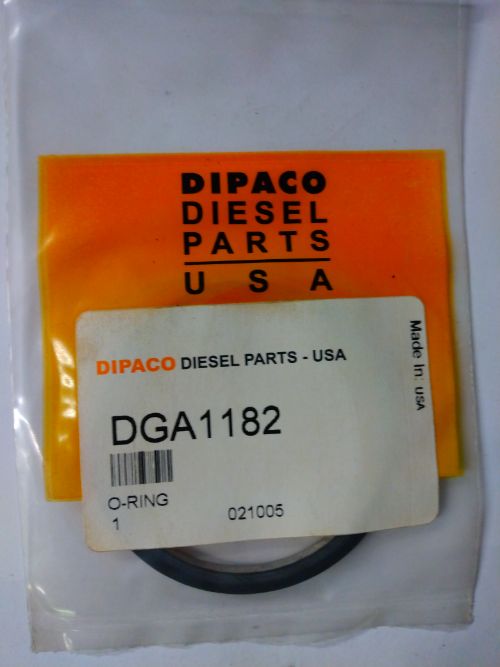 DIPACO
DIESEL
PARTS
U S A
DIPACO DIESEL PARTS - USA
Made In: USA
DGA1182
O-RING
1 021005